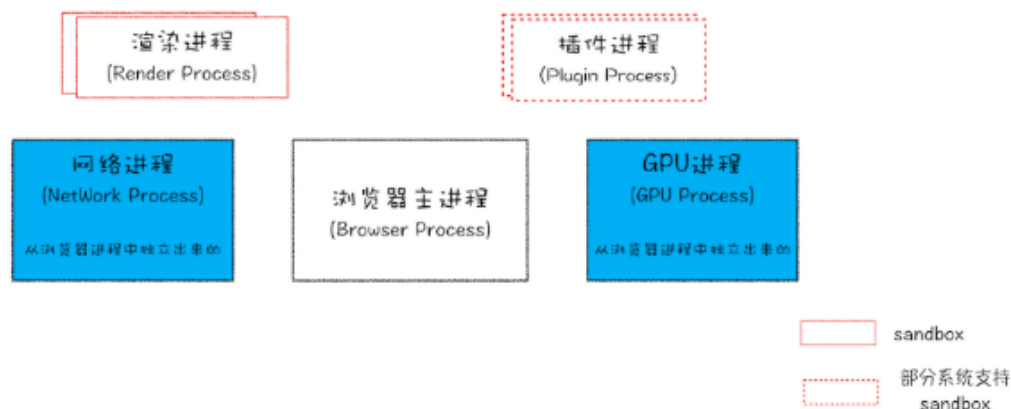 渲染进程
(Render Process)
插件进程
(Plugin Process)
网络进程
(NetWork Process)
从浏览器进程中独立出来的
浏览器主进程
(Browser Process)
GPU进程
(GPU Process)
从浏览器进程中独立出来的
sandbox
部分系统支持
sandbox